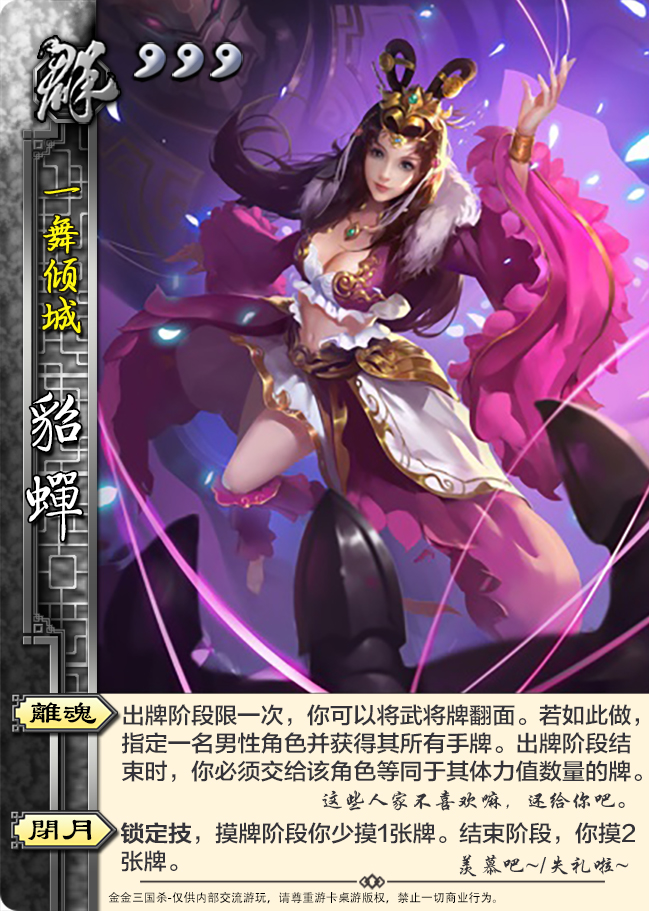 群
999
一舞倾城
貂蟬
離魂
出牌阶段限一次，你可以将武将牌翻面。若如此做，
指定一名男性角色并获得其所有手牌。出牌阶段结
束时，你必须交给该角色等同于其体力值数量的牌。
这些人家不喜欢嘛，还给你吧。
閉月
锁定技，摸牌阶段你少摸1张牌。结束阶段，你摸2
张牌。
羡慕吧~/失礼啦~
金金三国杀-仅供内部交流游玩，请尊重游卡桌游版权，禁止一切商业行为。